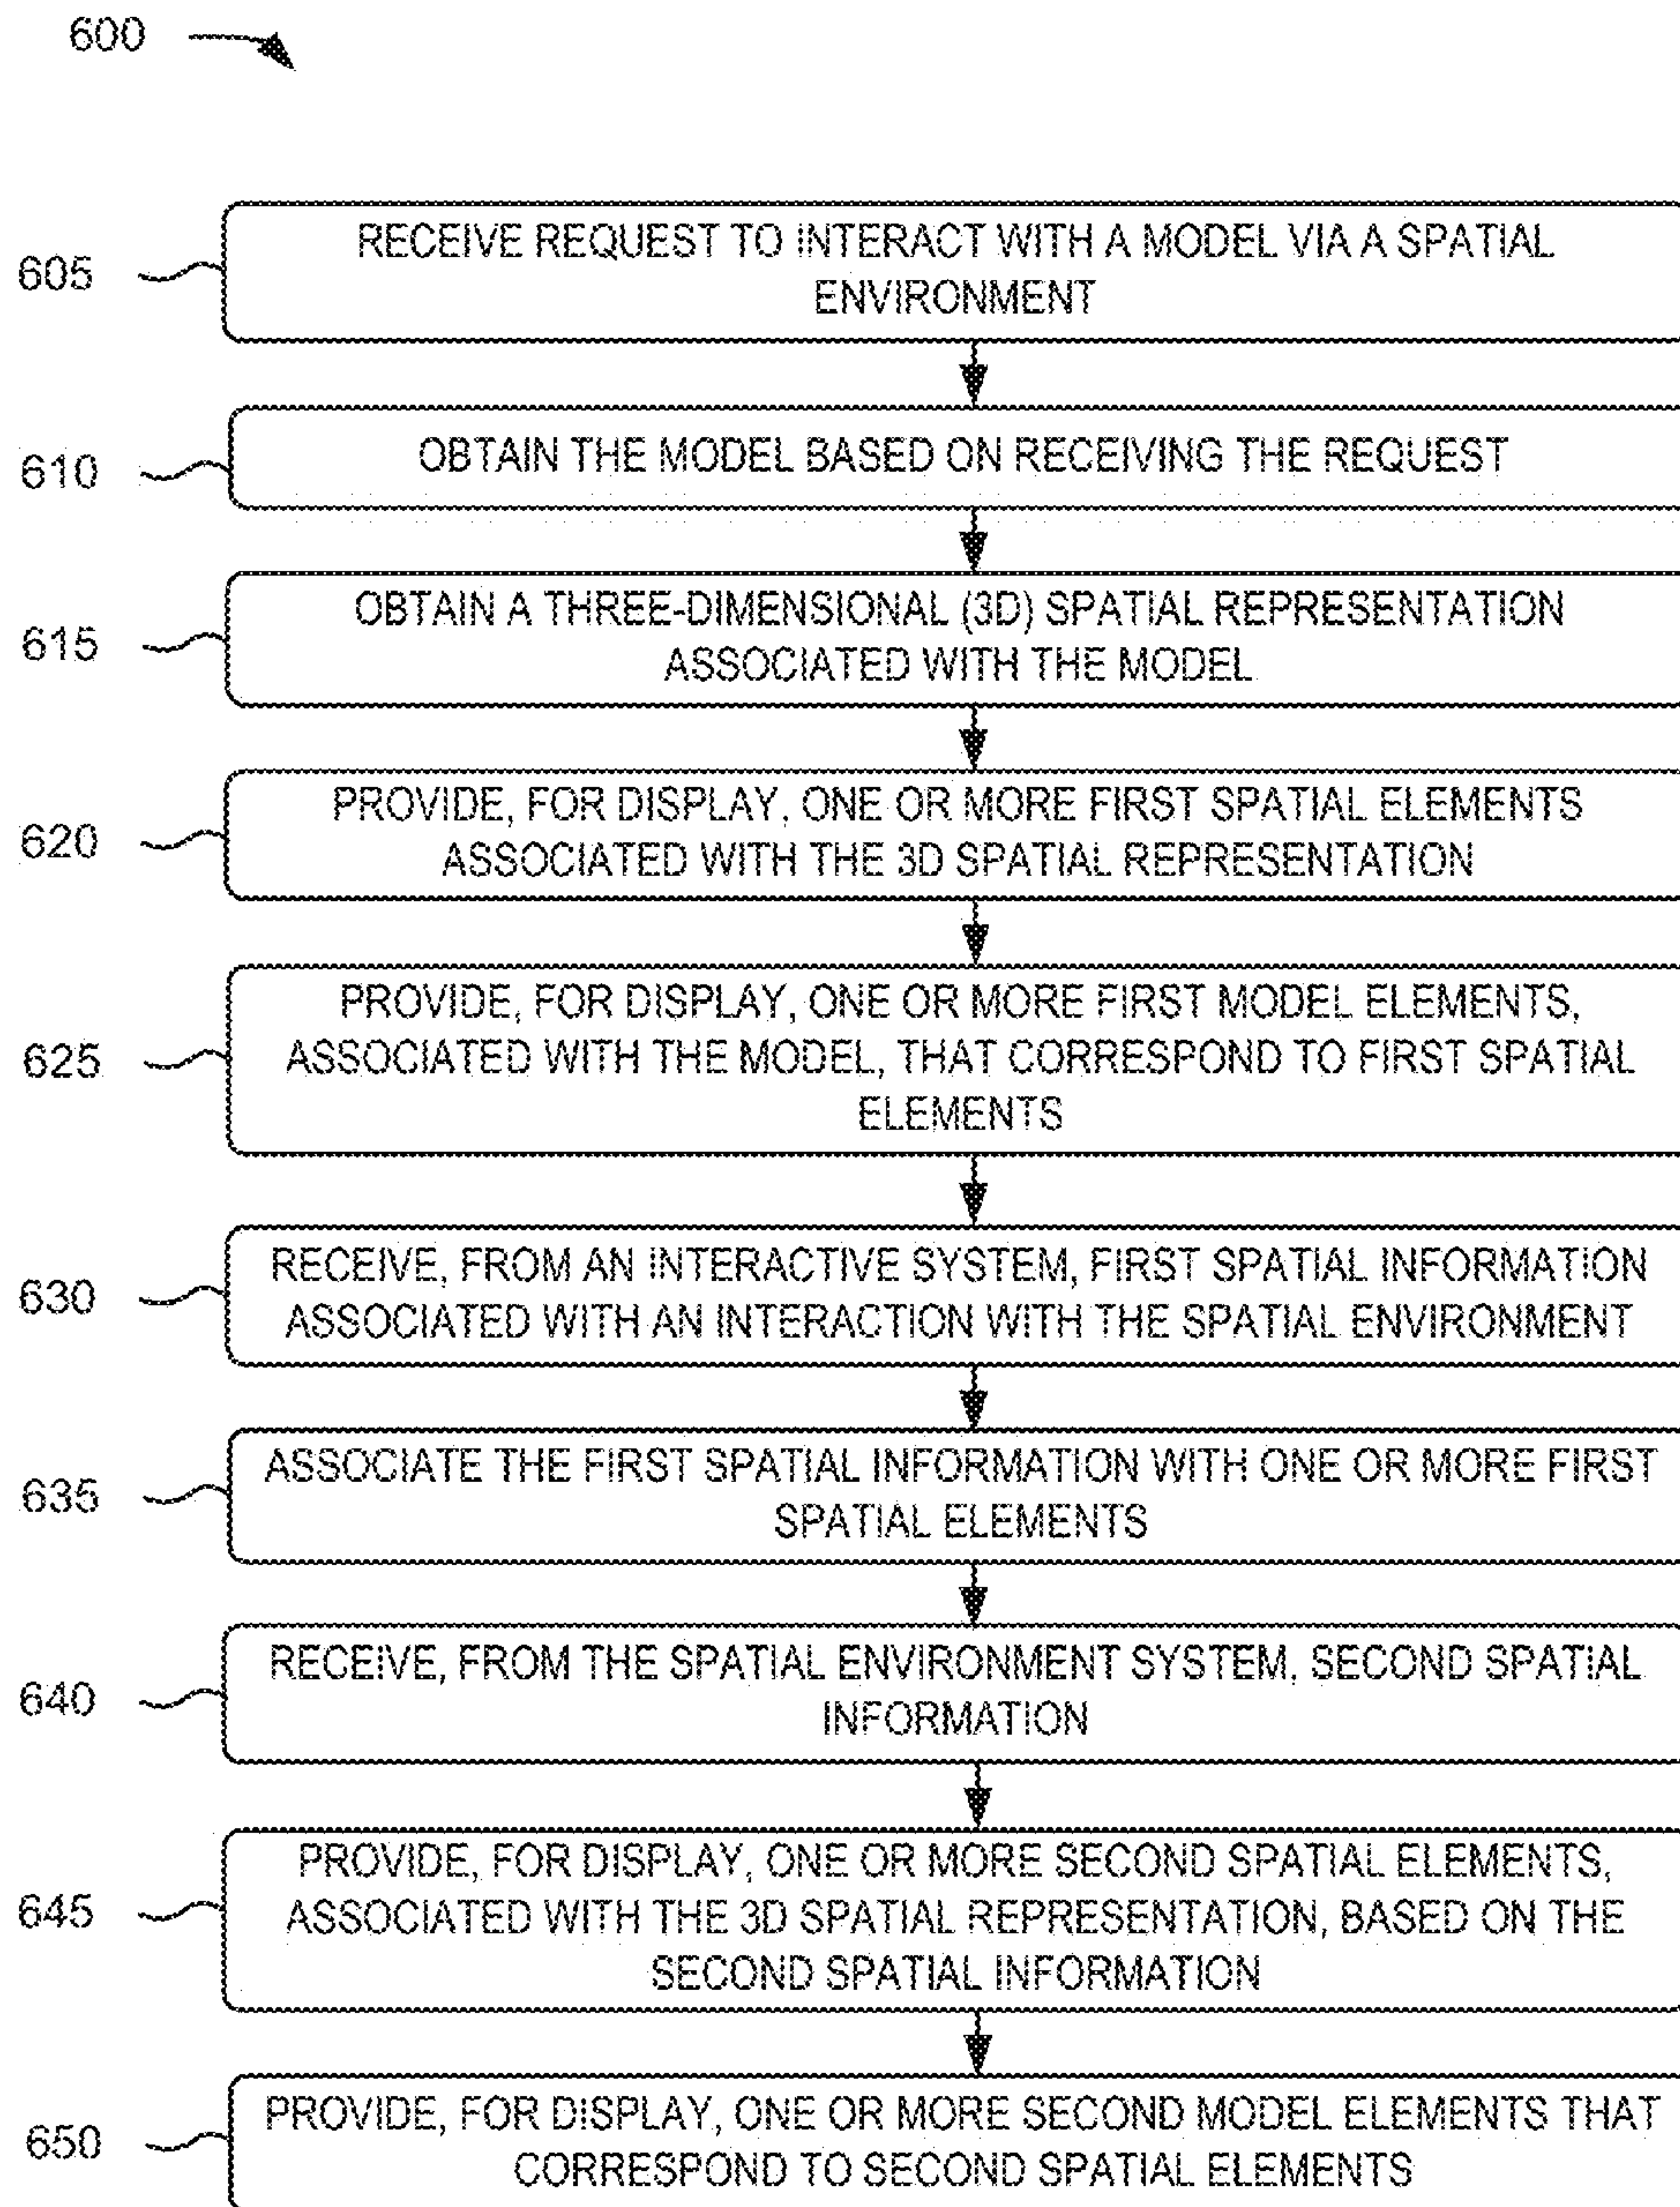 600
605
RECEIVE REQUEST TO INTERACT WITH A MODEL VIA A SPATIAL
ENVIRONMENT
610
OBTAIN THE MODEL BASED ON RECEIVING THE REQUEST
615
OBTAIN A THREE-DIMENSIONAL (3D) SPATIAL REPRESENTATION
ASSOCIATED WITH THE MODEL
620
PROVIDE, FOR DISPLAY, ONE OR MORE FIRST SPATIAL ELEMENTS
ASSOCIATED WITH THE 3D SPATIAL REPRESENTATION
625
PROVIDE, FOR DISPLAY, ONE OR MORE FIRST MODEL ELEMENTS,
ASSOCIATED WITH THE MODEL, THAT CORRESPOND TO FIRST SPATIAL
ELEMENTS
630
RECEIVE, FROM AN INTERACTIVE SYSTEM, FIRST SPATIAL INFORMATION
ASSOCIATED WITH AN INTERACTION WITH THE SPATIAL ENVIRONMENT
635
ASSOCIATE THE FIRST SPATIAL INFORMATION WITH ONE OR MORE FIRST
SPATIAL ELEMENTS
640
RECEIVE, FROM THE SPATIAL ENVIRONMENT SYSTEM, SECOND SPATIAL
INFORMATION
645
PROVIDE, FOR DISPLAY, ONE OR MORE SECOND SPATIAL ELEMENTS,
ASSOCIATED WITH THE 3D SPATIAL REPRESENTATION, BASED ON THE
SECOND SPATIAL INFORMATION
650
PROVIDE, FOR DISPLAY, ONE OR MORE SECOND MODEL ELEMENTS THAT
CORRESPOND TO SECOND SPATIAL ELEMENTS